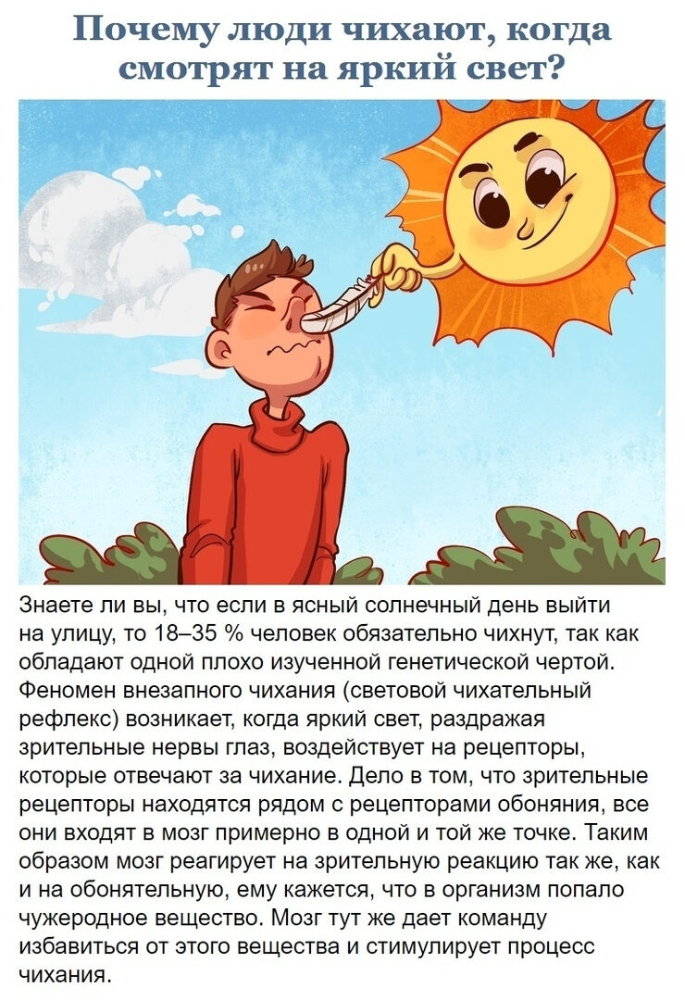 Почему люди чихают, когда
смотрят на яркий свет?
Знаете ли вы, что если в ясный солнечный день выйти
на улицу, то 18–35 % человек обязательно чихнут, так как
обладают одной плохо изученной генетической чертой.
Феномен внезапного чихания (световой чихательный
рефлекс) возникает, когда яркий свет, раздражая
зрительные нервы глаз, воздействует на рецепторы,
которые отвечают за чихание. Дело в том, что зрительные
рецепторы находятся рядом с рецепторами обоняния, все
они входят в мозг примерно в одной и той же точке. Таким
образом мозг реагирует на зрительную реакцию так же, как
и на обонятельную, ему кажется, что в организм попало
чужеродное вещество. Мозг тут же дает команду
избавиться от этого вещества и стимулирует процесс
чихания.